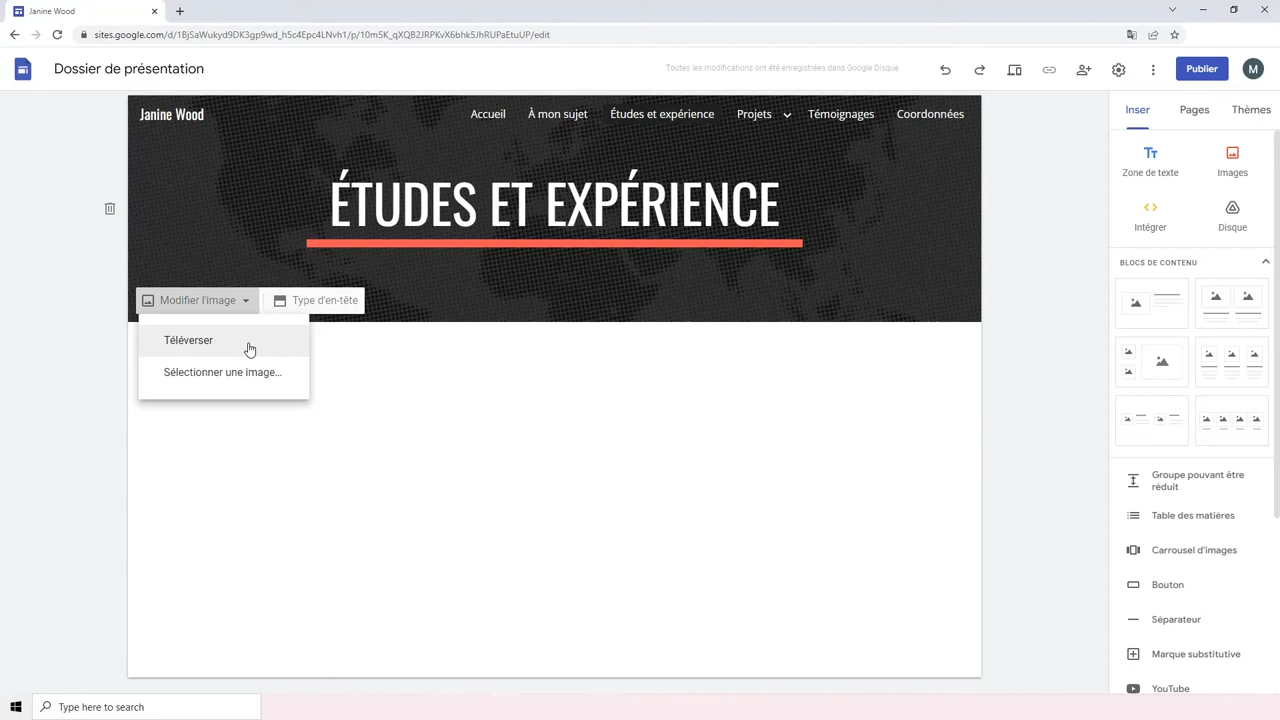 Janine Wood
sites.google.com/d/1BjSaWukyd9DK3gp9wd_h5c4Epc4LNvh1/p/10m5K_qXQB2JRPKvX6bhk5JhRUPaEtuUP/edit
Dossier de présentation
Toutes les modifications ont été enregistrées dans Google Disque
Publier
M
Janine Wood
Accueil
À mon sujet
Études et expérience
Projets
Témoignages
Coordonnées
ÉTUDES ET EXPÉRIENCE
Modifier l'image
Type d'en-tête
Téléverser
Sélectionner une image...
Inser
Pages
Thèmes
Tт
Zone de texte
Images
Intégrer
Disque
BLOCS DE CONTENU
Groupe pouvant être
réduit
Table des matières
Carrousel d'images
Bouton
Séparateur
Marque substitutive
YouTube
Type here to search